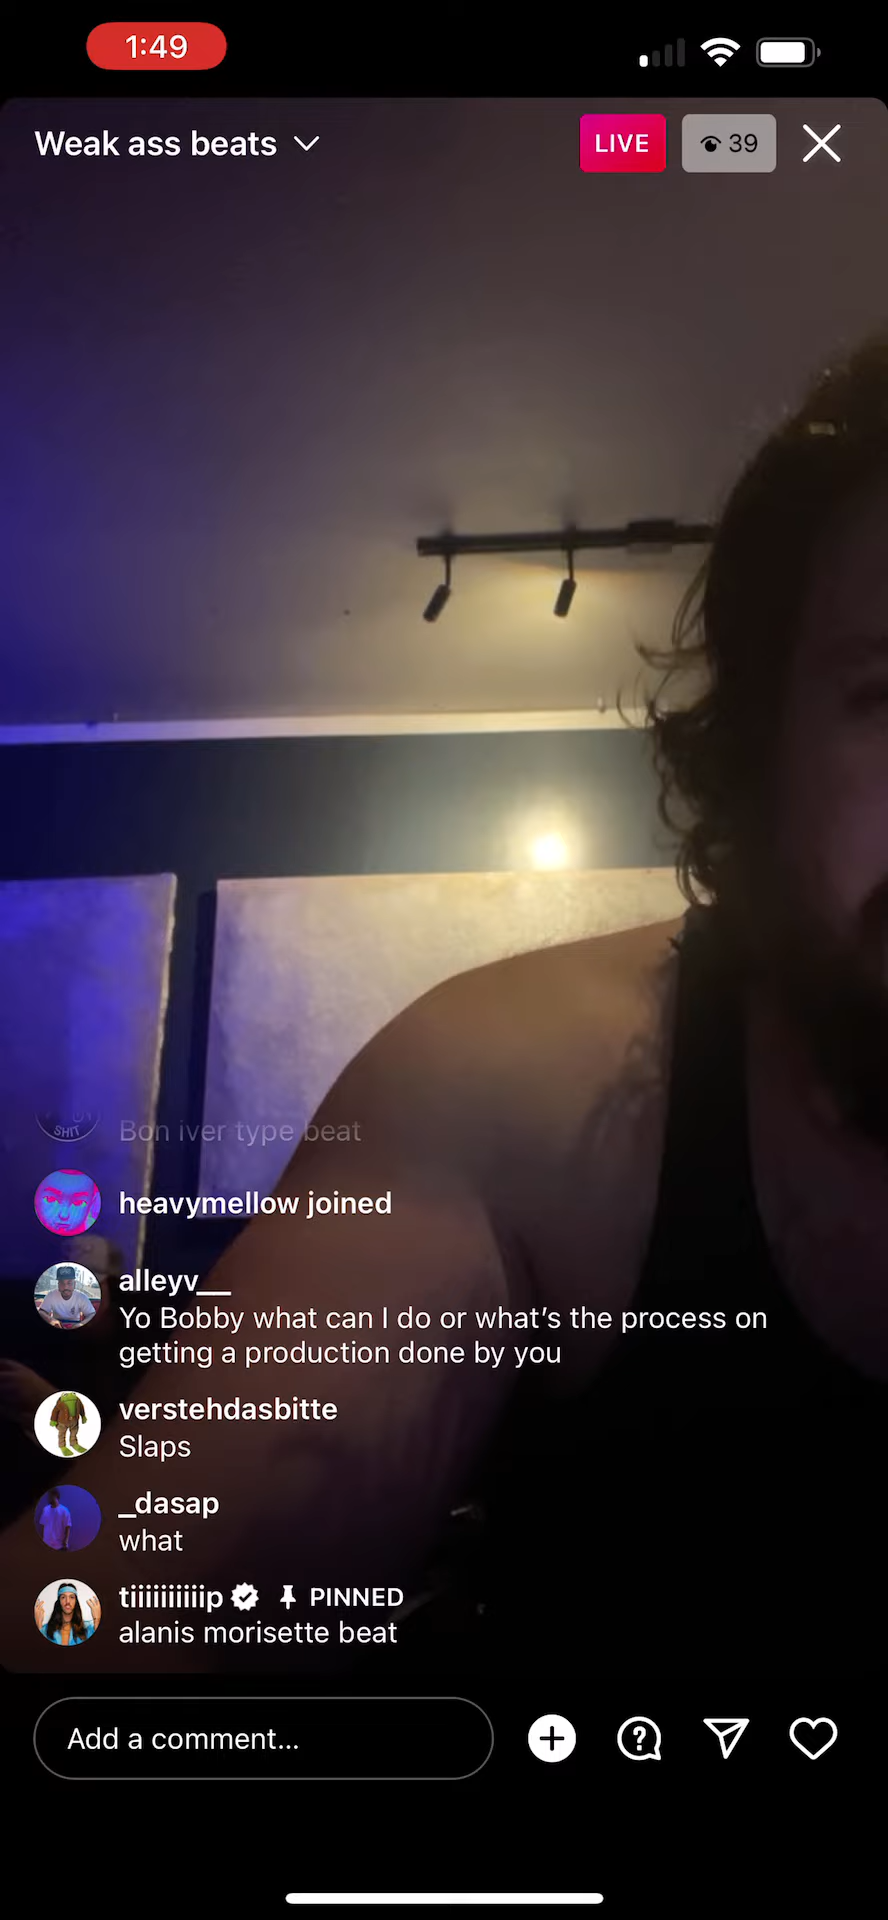 1:49
Weak ass beats
LIVE
39
SHIT
Bon iver type beat
heavymellow joined
alleyv__
Yo Bobby what can I do or what's the process on
getting a production done by you
verstehdasbitte
Slaps
_dasap
what
tiiiiiiiiiip PINNED
alanis morisette beat
Add a comment...